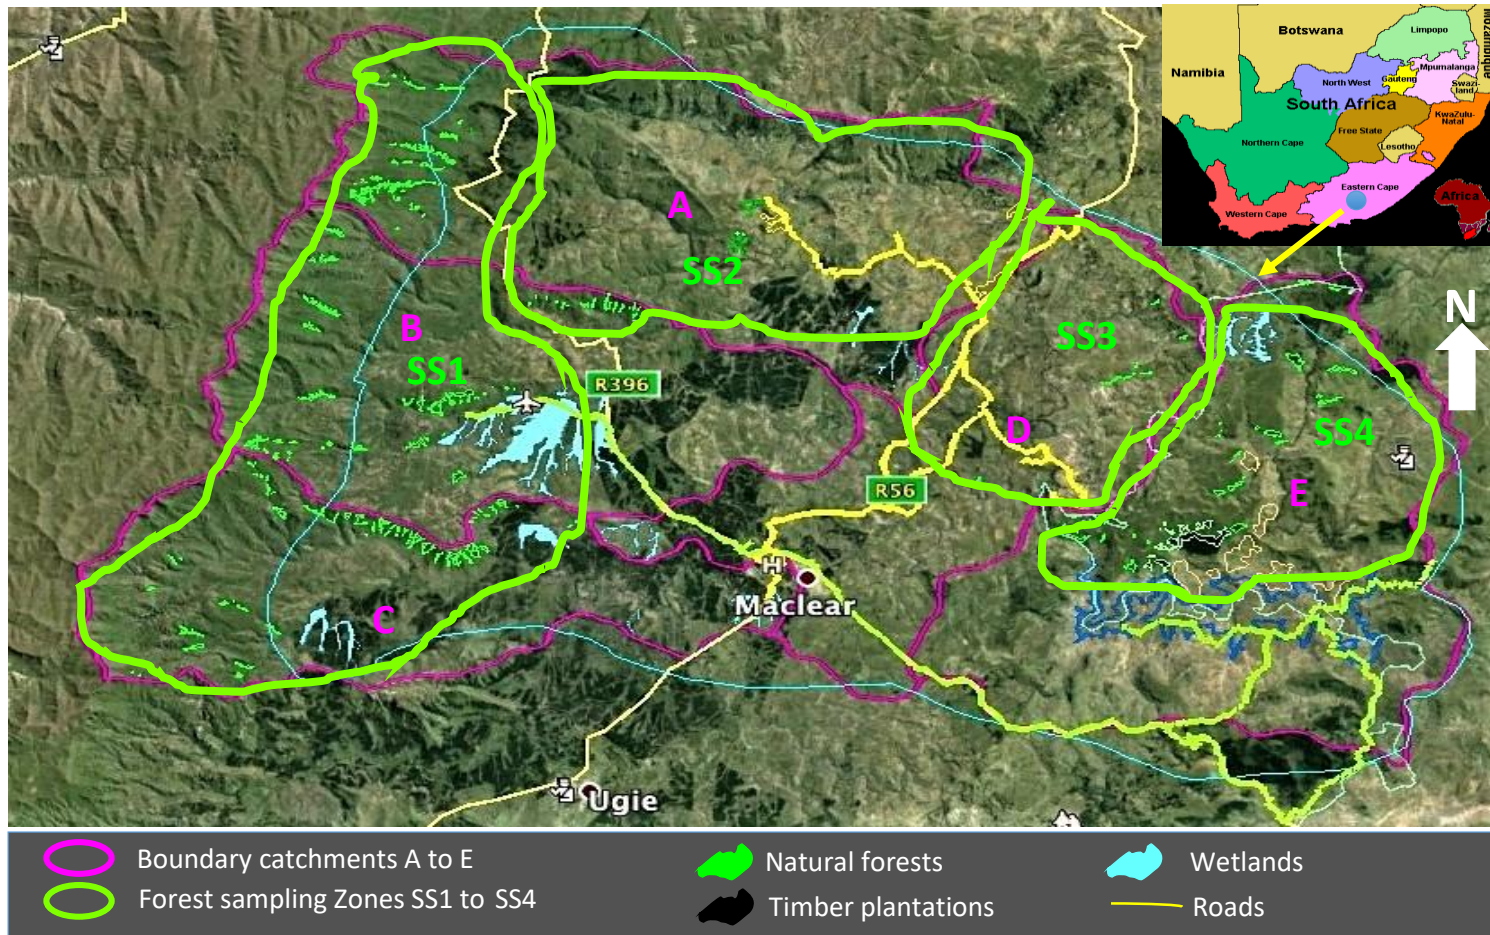 Botswana
Limpopo
Mozambique
Namibia
North West
Gauteng
Mpumalanga
Swazi-
land
South Africa
KwaZulu-
Natal
Free State
Lesotho
Northern Cape
Eastern Cape
Western Cape
Africa
A
SS2
N
B
SS1
SS3
R396
D
SS4
R56
E
H
Maclear
C
Ugie
Boundary catchments A to E
Forest sampling Zones SS1 to SS4
Natural forests
Timber plantations
Wetlands
Roads